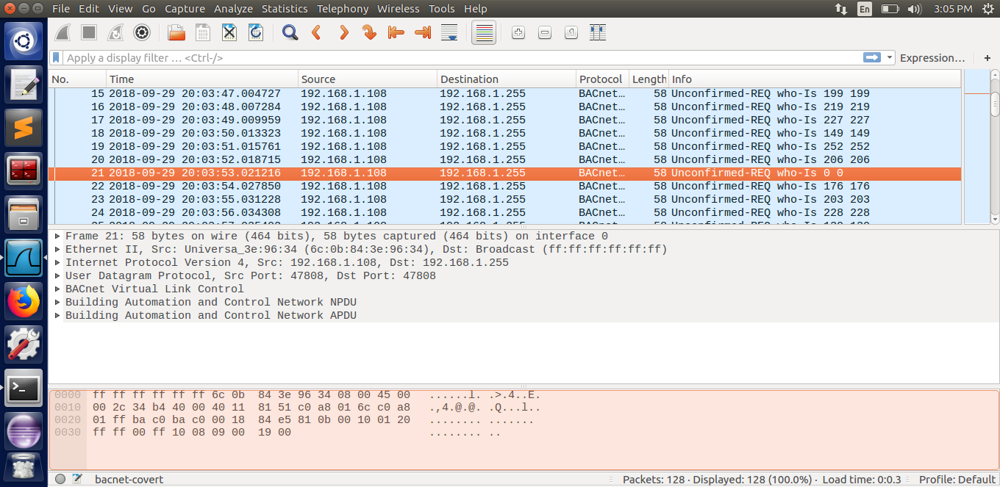 File Edit View Go Capture Analyze Statistics Telephony Wireless Tools Help En 3:05 PM
Apply a display filter … <Ctrl-/> Expression… +
No. Time Source Destination Protocol Length Info
15 2018-09-29 20:03:47.004727 192.168.1.108 192.168.1.255 BACnet… 58 Unconfirmed-REQ who-Is 199 199
16 2018-09-29 20:03:48.007284 192.168.1.108 192.168.1.255 BACnet… 58 Unconfirmed-REQ who-Is 219 219
17 2018-09-29 20:03:49.009959 192.168.1.108 192.168.1.255 BACnet… 58 Unconfirmed-REQ who-Is 227 227
18 2018-09-29 20:03:50.013323 192.168.1.108 192.168.1.255 BACnet… 58 Unconfirmed-REQ who-Is 149 149
19 2018-09-29 20:03:51.015761 192.168.1.108 192.168.1.255 BACnet… 58 Unconfirmed-REQ who-Is 252 252
20 2018-09-29 20:03:52.018715 192.168.1.108 192.168.1.255 BACnet… 58 Unconfirmed-REQ who-Is 206 206
21 2018-09-29 20:03:53.021216 192.168.1.108 192.168.1.255 BACnet… 58 Unconfirmed-REQ who-Is 0 0
22 2018-09-29 20:03:54.027850 192.168.1.108 192.168.1.255 BACnet… 58 Unconfirmed-REQ who-Is 176 176
23 2018-09-29 20:03:55.031228 192.168.1.108 192.168.1.255 BACnet… 58 Unconfirmed-REQ who-Is 203 203
24 2018-09-29 20:03:56.034308 192.168.1.108 192.168.1.255 BACnet… 58 Unconfirmed-REQ who-Is 228 228
Frame 21: 58 bytes on wire (464 bits), 58 bytes captured (464 bits) on interface 0
Ethernet II, Src: Universa_3e:96:34 (6c:0b:84:3e:96:34), Dst: Broadcast (ff:ff:ff:ff:ff:ff)
Internet Protocol Version 4, Src: 192.168.1.108, Dst: 192.168.1.255
User Datagram Protocol, Src Port: 47808, Dst Port: 47808
BACnet Virtual Link Control
Building Automation and Control Network NPDU
Building Automation and Control Network APDU
0000 ff ff ff ff ff ff 6c 0b 84 3e 96 34 08 00 45 00 ......l. .>.4..E.
0010 00 2c 34 b4 40 00 40 11 81 51 c0 a8 01 6c c0 a8 .,4.@.@. .Q...l..
0020 01 ff ba c0 ba c0 00 18 84 e5 81 0b 00 10 01 20 ........ .......
0030 ff ff 00 ff 10 08 09 00 19 00 ........ ..
bacnet-covert Packets: 128 · Displayed: 128 (100.0%) · Load time: 0:0.3 Profile: Default